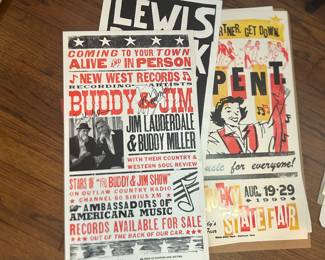 LEWIS
COMING TO YOUR TOWN
ALIVE AND IN PERSON
NEW WEST RECORDS
RECORDING ARTISTS
BUDDY & JIM
JIM LAUDERDALE
& BUDDY MILLER
WITH THEIR COUNTRY &
WESTERN SOUL REVIEW
STARS OF "THE BUDDY & JIM SHOW"
ON OUTLAW COUNTRY RADIO
CHANNEL 60 SIRIUS XM
AMBASSADORS OF
AMERICANA MUSIC
RECORDS AVAILABLE FOR SALE
OUT OF THE BACK OF OUR CAR.
RTNER, GET DOWN
PENT.
usic for everyone!
AUG. 19-29
1999
STATE FAIR